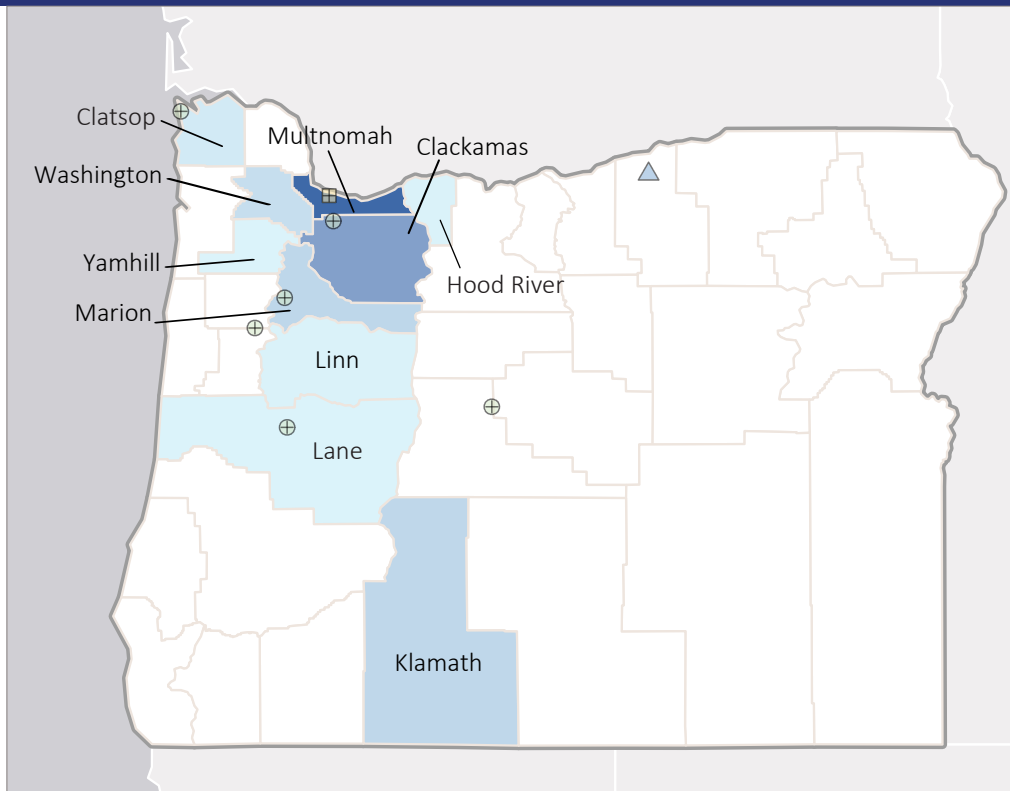 Clatsop
Multnomah
Clackamas
Washington
Yamhill
Hood River
Marion
Linn
Lane
Klamath